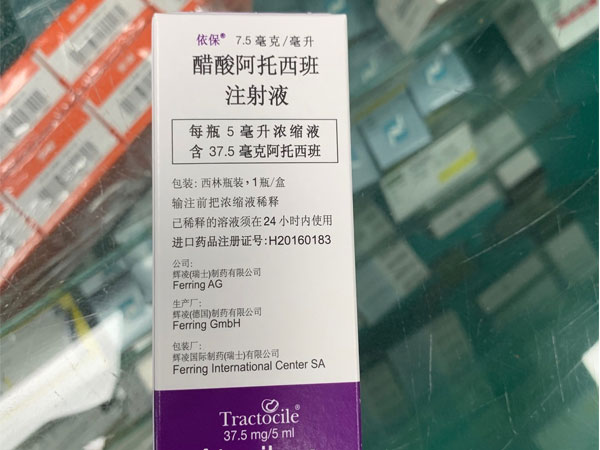 依保® 7.5 毫克/毫升
醋酸阿托西班
注射液
每瓶 5 毫升浓缩液
含 37.5 毫克阿托西班
包装: 西林瓶装，1瓶/盒
输注前把浓缩液稀释
已稀释的溶液须在24小时内使用
进口药品注册证号:H20160183
公司:
辉凌(瑞士)制药有限公司
Ferring AG
生产厂:
辉凌(德国)制药有限公司
Ferring GmbH
包装厂:
辉凌国际制药(瑞士)有限公司
Ferring International Center SA
Tractocile®
37.5 mg/5 ml